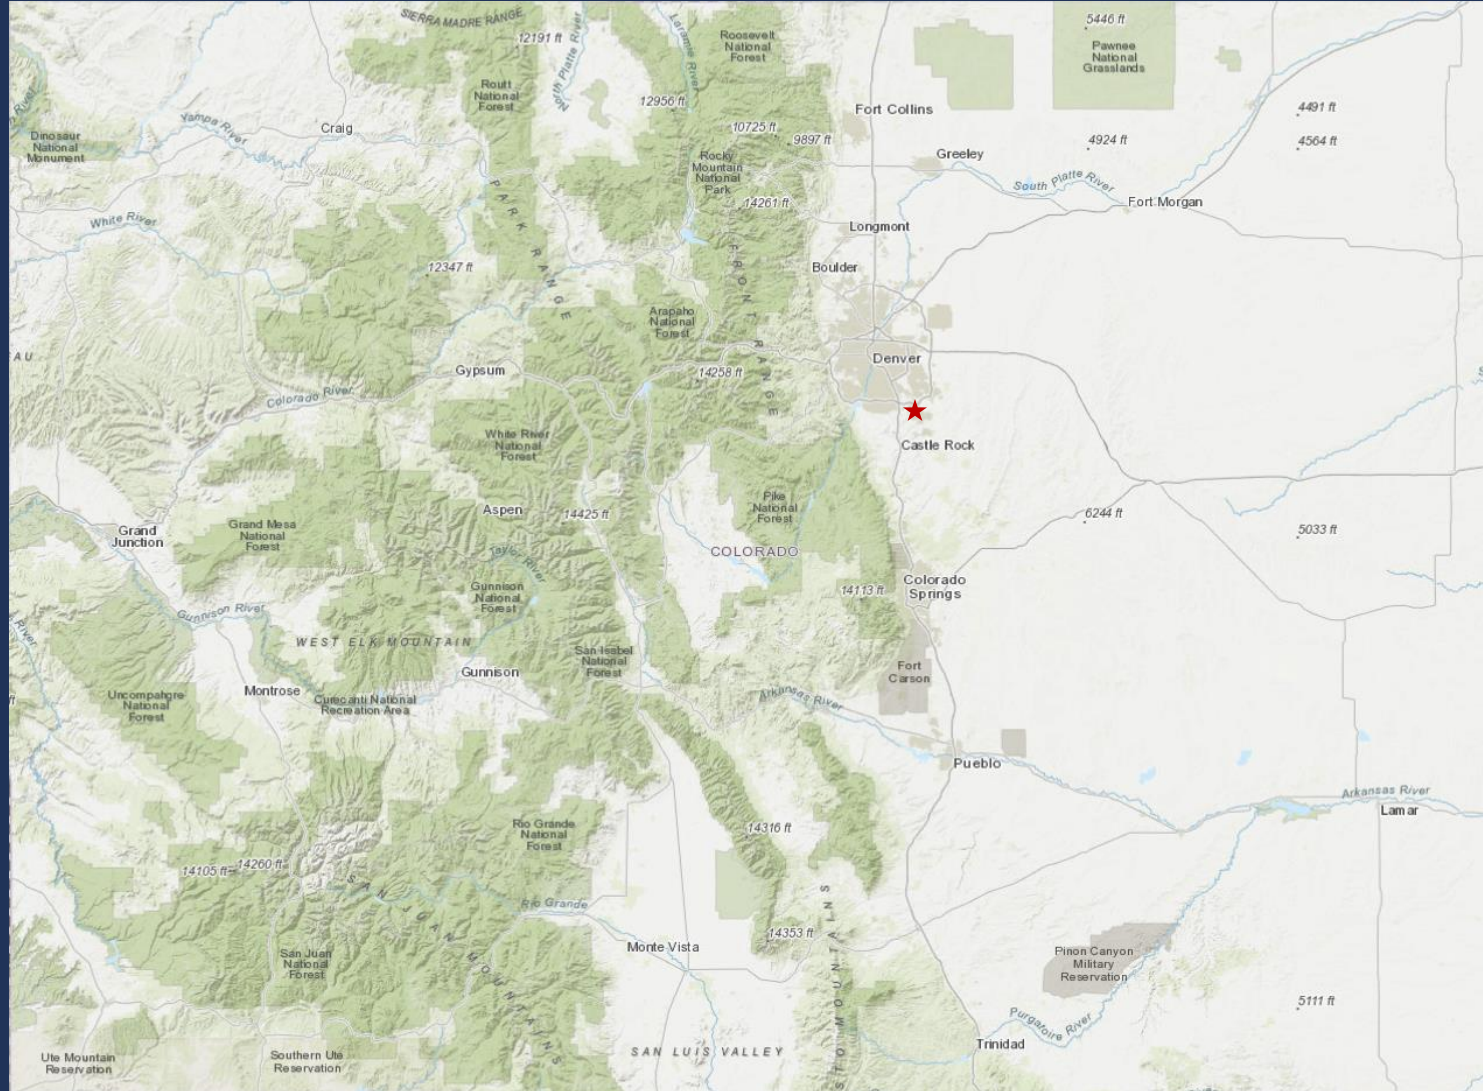 SIERRA MADRE RANGE
12191 ft
North Platte River
Laramie River
Roosevelt
National
Forest
5446 ft
Pawnee
National
Grasslands
Routt
National
Forest
12956 ft
Fort Collins
4491 ft
River
Dinosaur
National
Monument
Yampa River
Craig
10725 ft
9897 ft
4924 ft
4564 ft
Rocky
Mountain
National
Park
Greeley
South Platte River
Fort Morgan
14261 ft
White River
PARK RANGE
Longmont
12347 ft
Boulder
FRONT RANGE
Arapaho
National
Forest
AU
Denver
Gypsum
14258 ft
Colorado River
White River
National
Forest
Castle Rock
Pike
National
Forest
Aspen
14425 ft
6244 ft
Grand
Junction
Grand Mesa
National
Forest
5033 ft
COLORADO
Taylor River
Gunnison
National
Forest
14113 ft
Colorado
Springs
Gunnison River
River
WEST ELK MOUNTAIN
San Isabel
National
Forest
Gunnison
Fort
Carson
Montrose
Curecanti National
Recreation Area
Uncompahgre
National
Forest
ft
Arkansas River
Pueblo
Arkansas River
Lamar
Rio Grande
National
Forest
14316 ft
14105 ft
14260 ft
SAN JUAN MOUNTAINS
Rio Grande
14353 ft
Monte Vista
San Juan
National
Forest
Pinon Canyon
Military
Reservation
5111 ft
Purgatoire River
Trinidad
TO MOUNTAINS
SAN LUIS VALLEY
Ute Mountain
Reservation
Southern Ute
Reservation